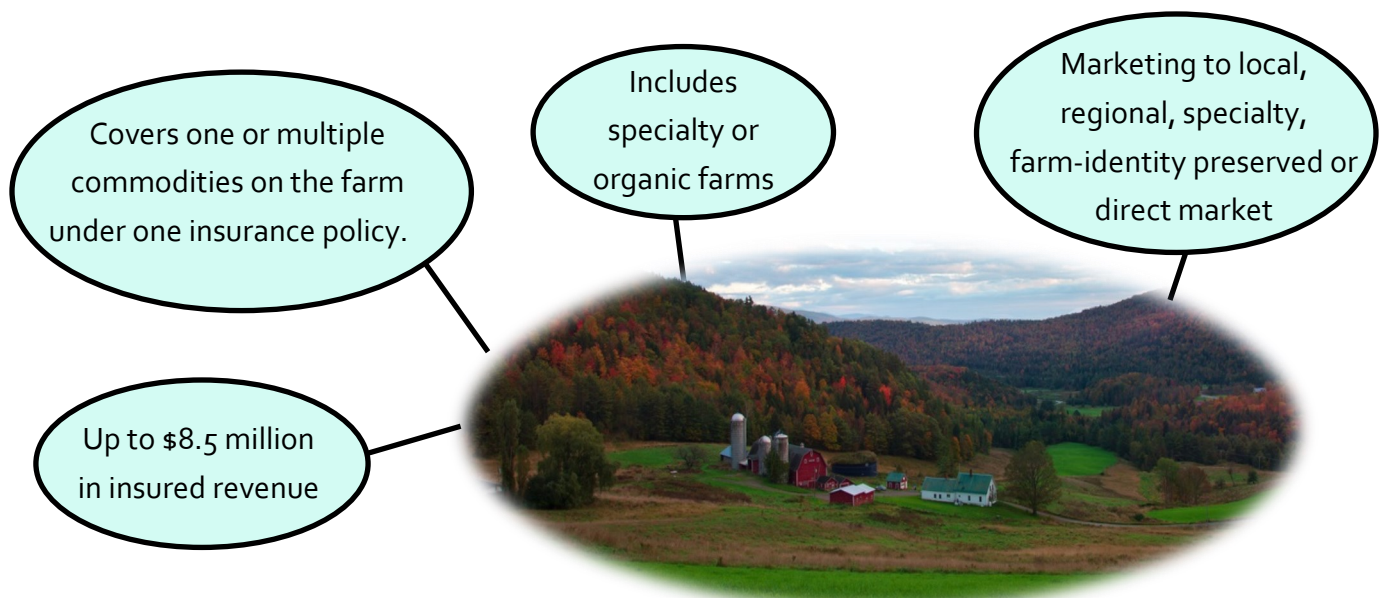 Covers one or multiple
commodities on the farm
under one insurance policy.
Includes
specialty or
organic farms
Marketing to local,
regional, specialty,
farm-identity preserved or
direct market
Up to $8.5 million
in insured revenue